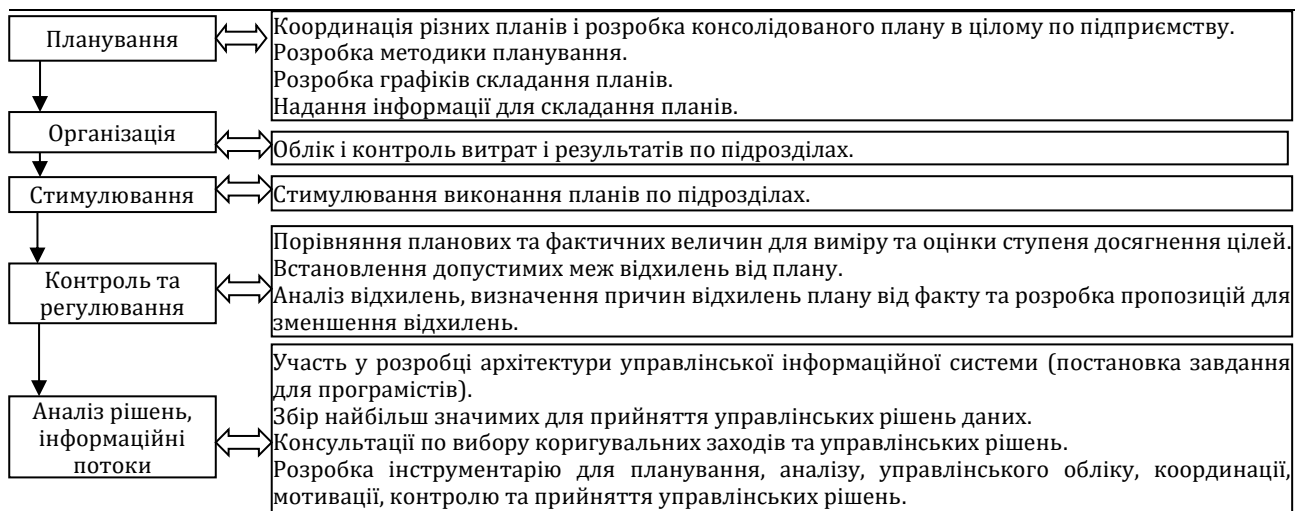 Планування
Координація різних планів і розробка консолідованого плану в цілому по підприємству.
Розробка методики планування.
Розробка графіків складання планів.
Надання інформації для складання планів.
Організація
Облік і контроль витрат і результатів по підрозділах.
Стимулювання
Стимулювання виконання планів по підрозділах.
Контроль та
регулювання
Порівняння планових та фактичних величин для виміру та оцінки ступеня досягнення цілей.
Встановлення допустимих меж відхилень від плану.
Аналіз відхилень, визначення причин відхилень плану від факту та розробка пропозицій для
зменшення відхилень.
Аналіз рішень,
інформаційні
потоки
Участь у розробці архітектури управлінської інформаційної системи (постановка завдання
для програмістів).
Збір найбільш значимих для прийняття управлінських рішень даних.
Консультації по вибору коригувальних заходів та управлінських рішень.
Розробка інструментарію для планування, аналізу, управлінського обліку, координації,
мотивації, контролю та прийняття управлінських рішень.